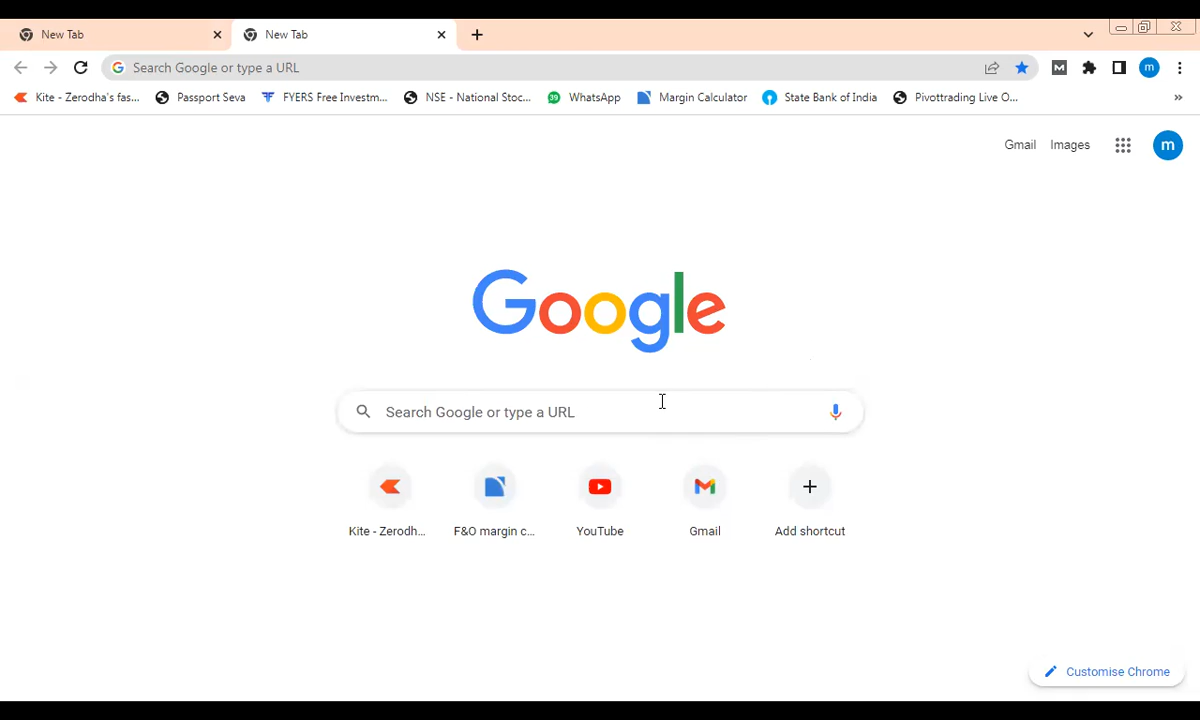 New Tab
New Tab
Search Google or type a URL
Kite - Zerodha's fas...
Passport Seva
FYERS Free Investm...
NSE - National Stoc...
39
WhatsApp
Margin Calculator
State Bank of India
Pivottrading Live O...
Gmail
Images
m
m
Google
Search Google or type a URL
Kite - Zerodh...
F&O margin c...
YouTube
Gmail
Add shortcut
Customise Chrome